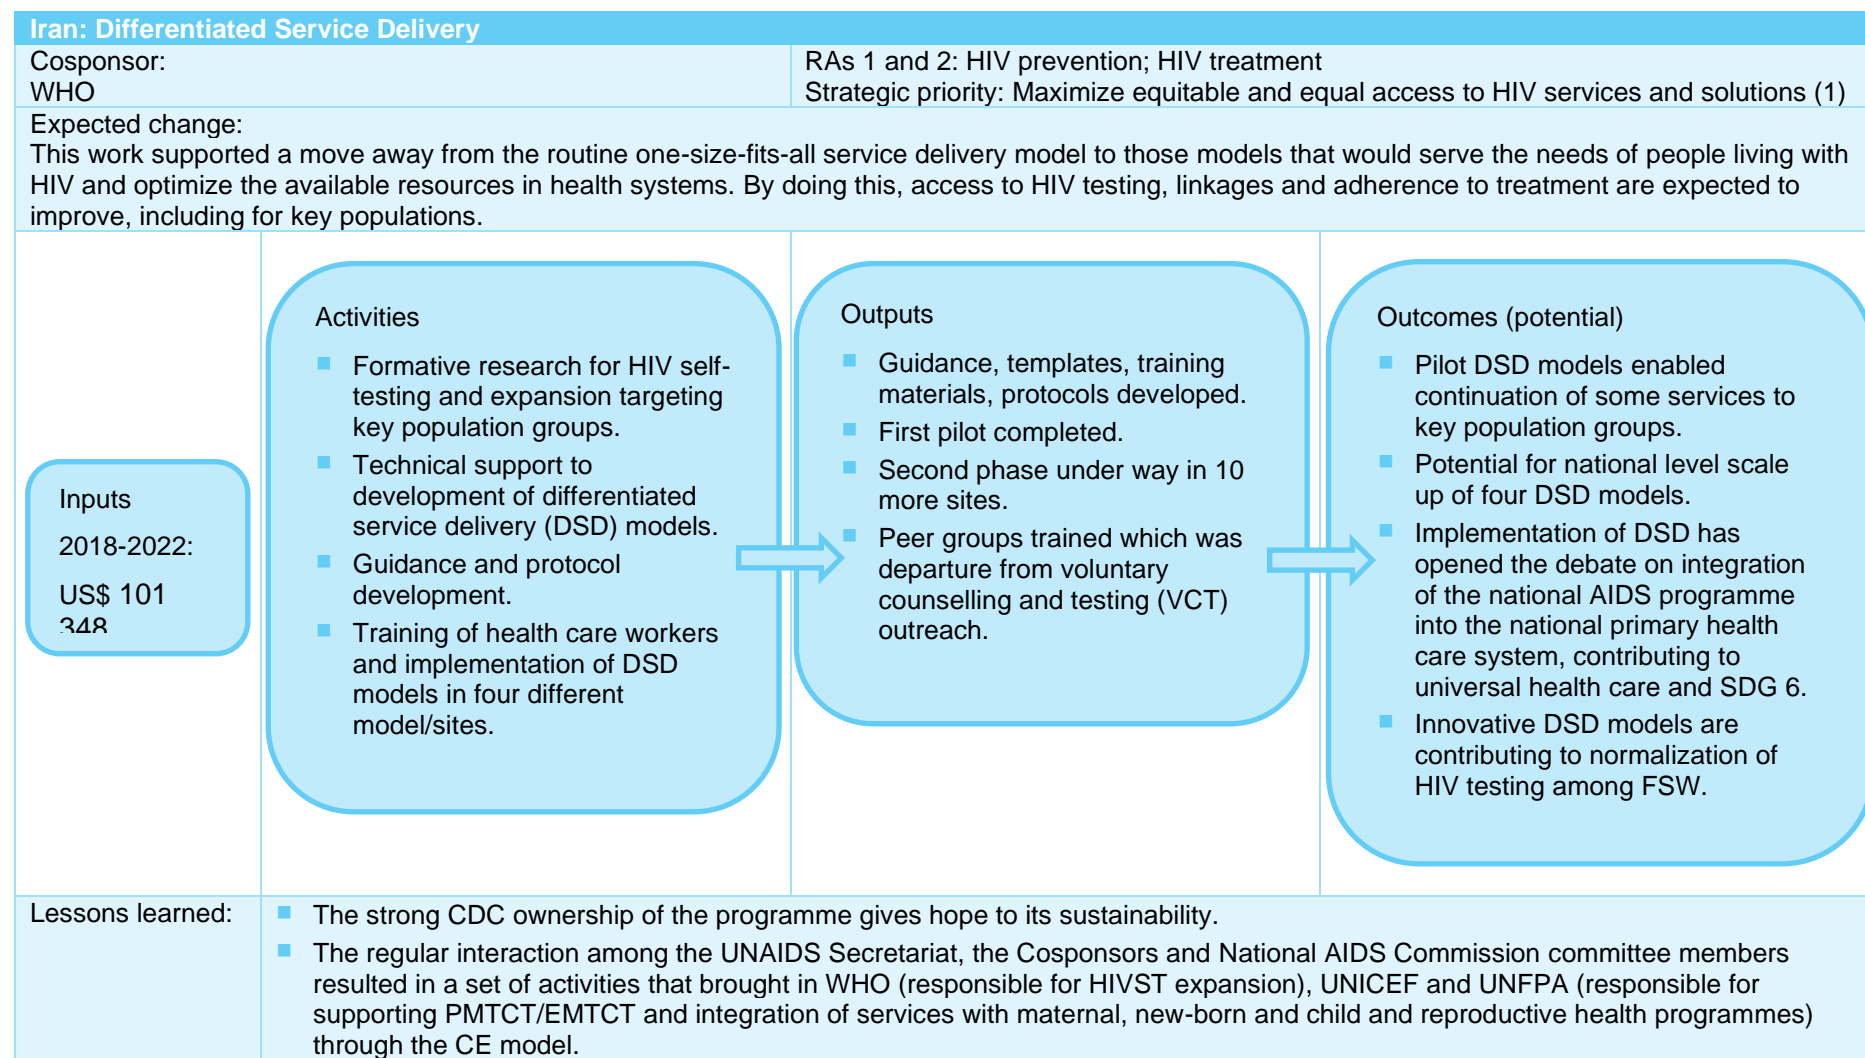 Iran: Differentiated Service Delivery
Cosponsor:
WHO
RAs 1 and 2: HIV prevention; HIV treatment
Strategic priority: Maximize equitable and equal access to HIV services and solutions (1)
Expected change:
This work supported a move away from the routine one-size-fits-all service delivery model to those models that would serve the needs of people living with
HIV and optimize the available resources in health systems. By doing this, access to HIV testing, linkages and adherence to treatment are expected to
improve, including for key populations.
Inputs
2018-2022:
US$ 101
348
Activities
■ Formative research for HIV self-
testing and expansion targeting
key population groups.
■ Technical support to
development of differentiated
service delivery (DSD) models.
■ Guidance and protocol
development.
■ Training of health care workers
and implementation of DSD
models in four different
model/sites.
Outputs
■ Guidance, templates, training
materials, protocols developed.
■ First pilot completed.
■ Second phase under way in 10
more sites.
■ Peer groups trained which was
departure from voluntary
counselling and testing (VCT)
outreach.
Outcomes (potential)
■ Pilot DSD models enabled
continuation of some services to
key population groups.
■ Potential for national level scale
up of four DSD models.
■ Implementation of DSD has
opened the debate on integration
of the national AIDS programme
into the national primary health
care system, contributing to
universal health care and SDG 6.
■ Innovative DSD models are
contributing to normalization of
HIV testing among FSW.
Lessons learned:
■ The strong CDC ownership of the programme gives hope to its sustainability.
■ The regular interaction among the UNAIDS Secretariat, the Cosponsors and National AIDS Commission committee members
resulted in a set of activities that brought in WHO (responsible for HIVST expansion), UNICEF and UNFPA (responsible for
supporting PMTCT/EMTCT and integration of services with maternal, new-born and child and reproductive health programmes)
through the CE model.